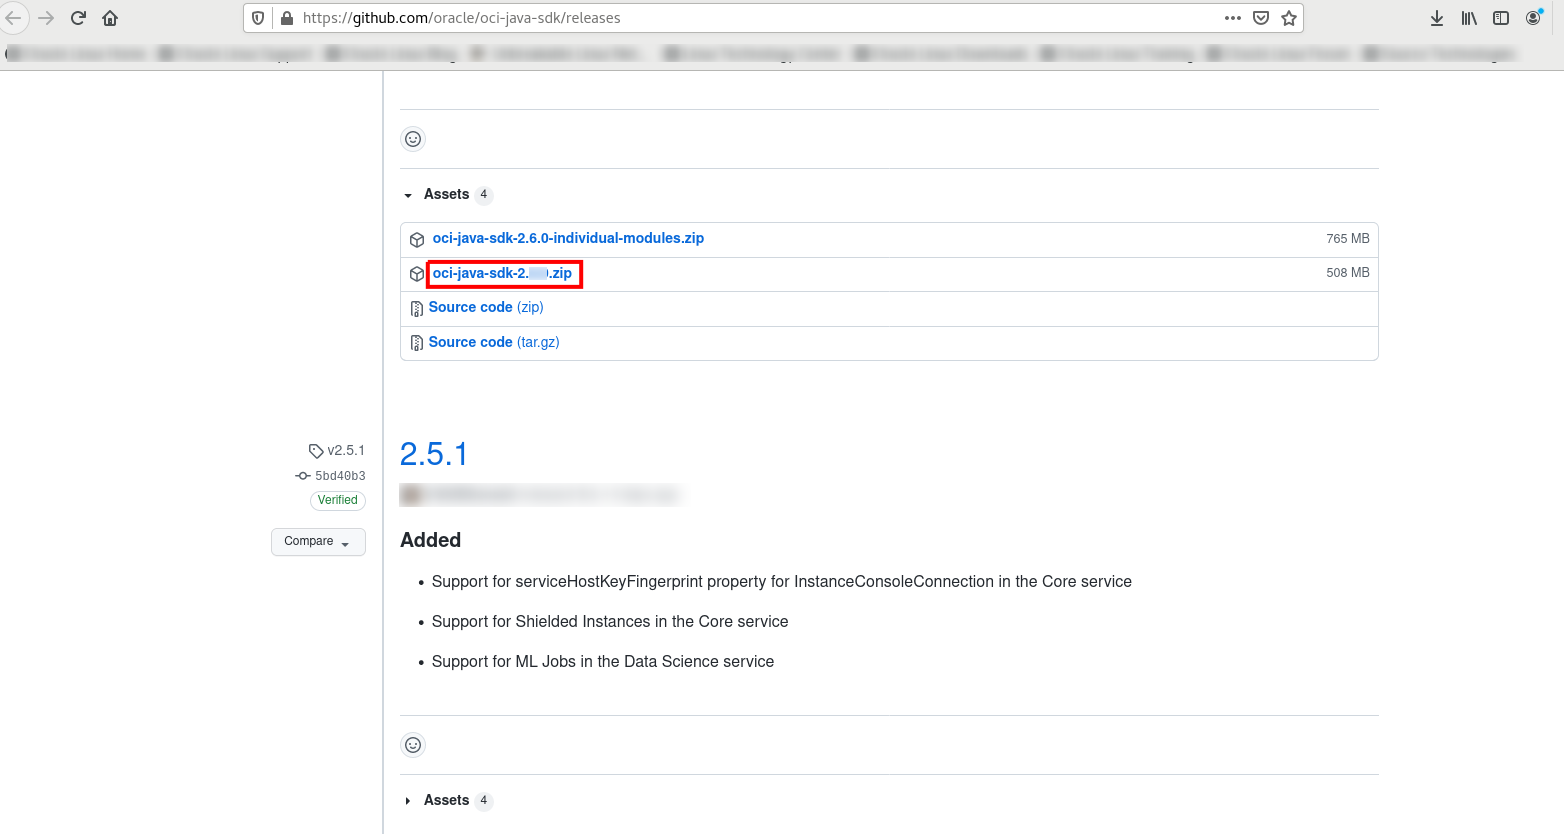 https://github.com/oracle/oci-java-sdk/releases
Assets 4
oci-java-sdk-2.6.0-individual-modules.zip 765 MB
oci-java-sdk-2. .zip 508 MB
Source code (zip)
Source code (tar.gz)
v2.5.1
5bd40b3
Verified
Compare
2.5.1
Added
• Support for serviceHostKeyFingerprint property for InstanceConsoleConnection in the Core service
• Support for Shielded Instances in the Core service
• Support for ML Jobs in the Data Science service
Assets 4